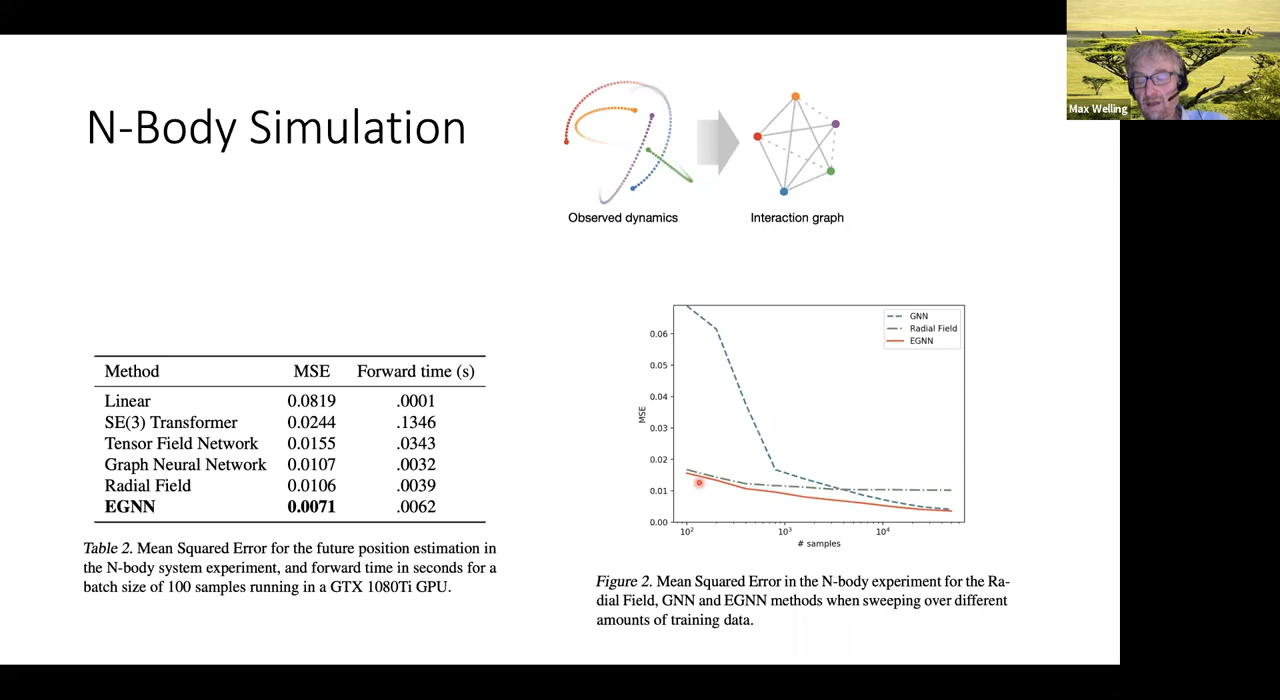 Max Welling
N-Body Simulation
Observed dynamics
Interaction graph
Method MSE Forward time (s)
Linear 0.0819 .0001
SE(3) Transformer 0.0244 .1346
Tensor Field Network 0.0155 .0343
Graph Neural Network 0.0107 .0032
Radial Field 0.0106 .0039
EGNN 0.0071 .0062
Table 2. Mean Squared Error for the future position estimation in
the N-body system experiment, and forward time in seconds for a
batch size of 100 samples running in a GTX 1080Ti GPU.
GNN
Radial Field
EGNN
0.06
0.05
0.04
0.03
0.02
0.01
0.00
MSE
10² 10³ 10⁴
# samples
Figure 2. Mean Squared Error in the N-body experiment for the Ra-
dial Field, GNN and EGNN methods when sweeping over different
amounts of training data.